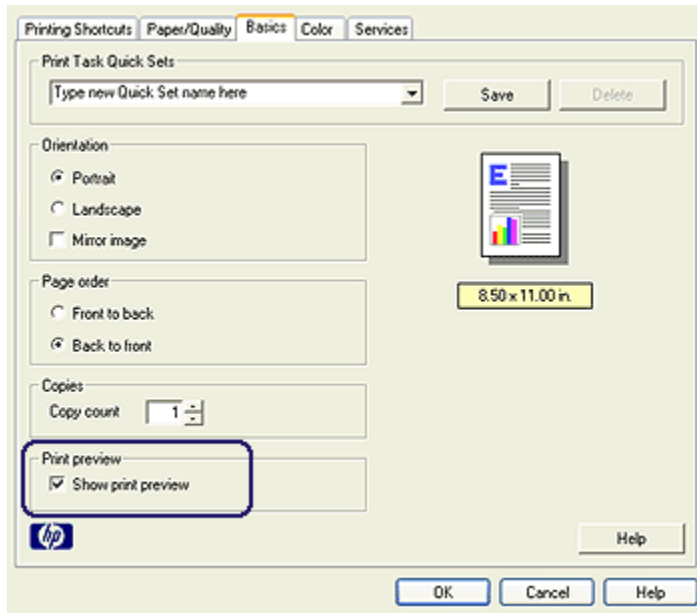 Printing Shortcuts Paper/Quality Basics Color Services
Print Task Quick Sets
Type new Quick Set name here Save Delete
Orientation
Portrait
Landscape
Mirror image
E
8.50 x 11.00 in.
Page order
Front to back
Back to front
Copies
Copy count 1
Print preview
Show print preview
hp
Help
OK Cancel Help